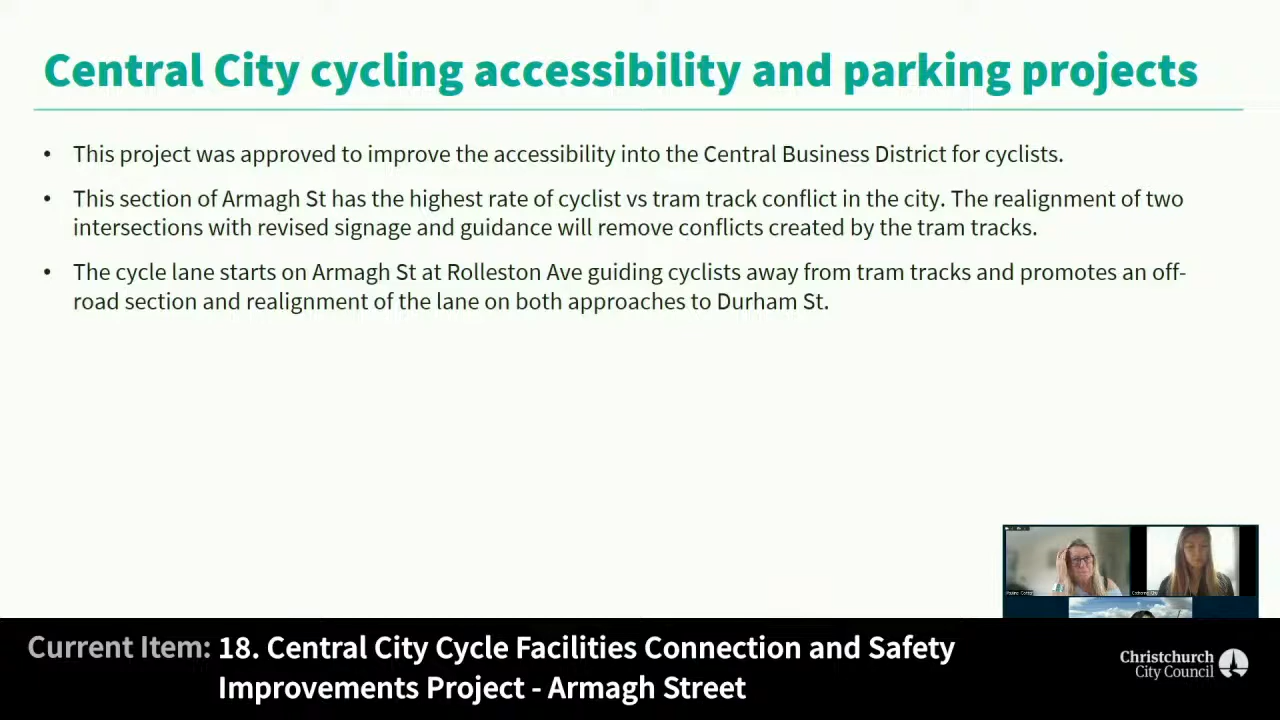 Central City cycling accessibility and parking projects
• This project was approved to improve the accessibility into the Central Business District for cyclists.
• This section of Armagh St has the highest rate of cyclist vs tram track conflict in the city. The realignment of two
intersections with revised signage and guidance will remove conflicts created by the tram tracks.
• The cycle lane starts on Armagh St at Rolleston Ave guiding cyclists away from tram tracks and promotes an off-
road section and realignment of the lane on both approaches to Durham St.
Current Item: 18. Central City Cycle Facilities Connection and Safety
Improvements Project - Armagh Street
Christchurch
City Council